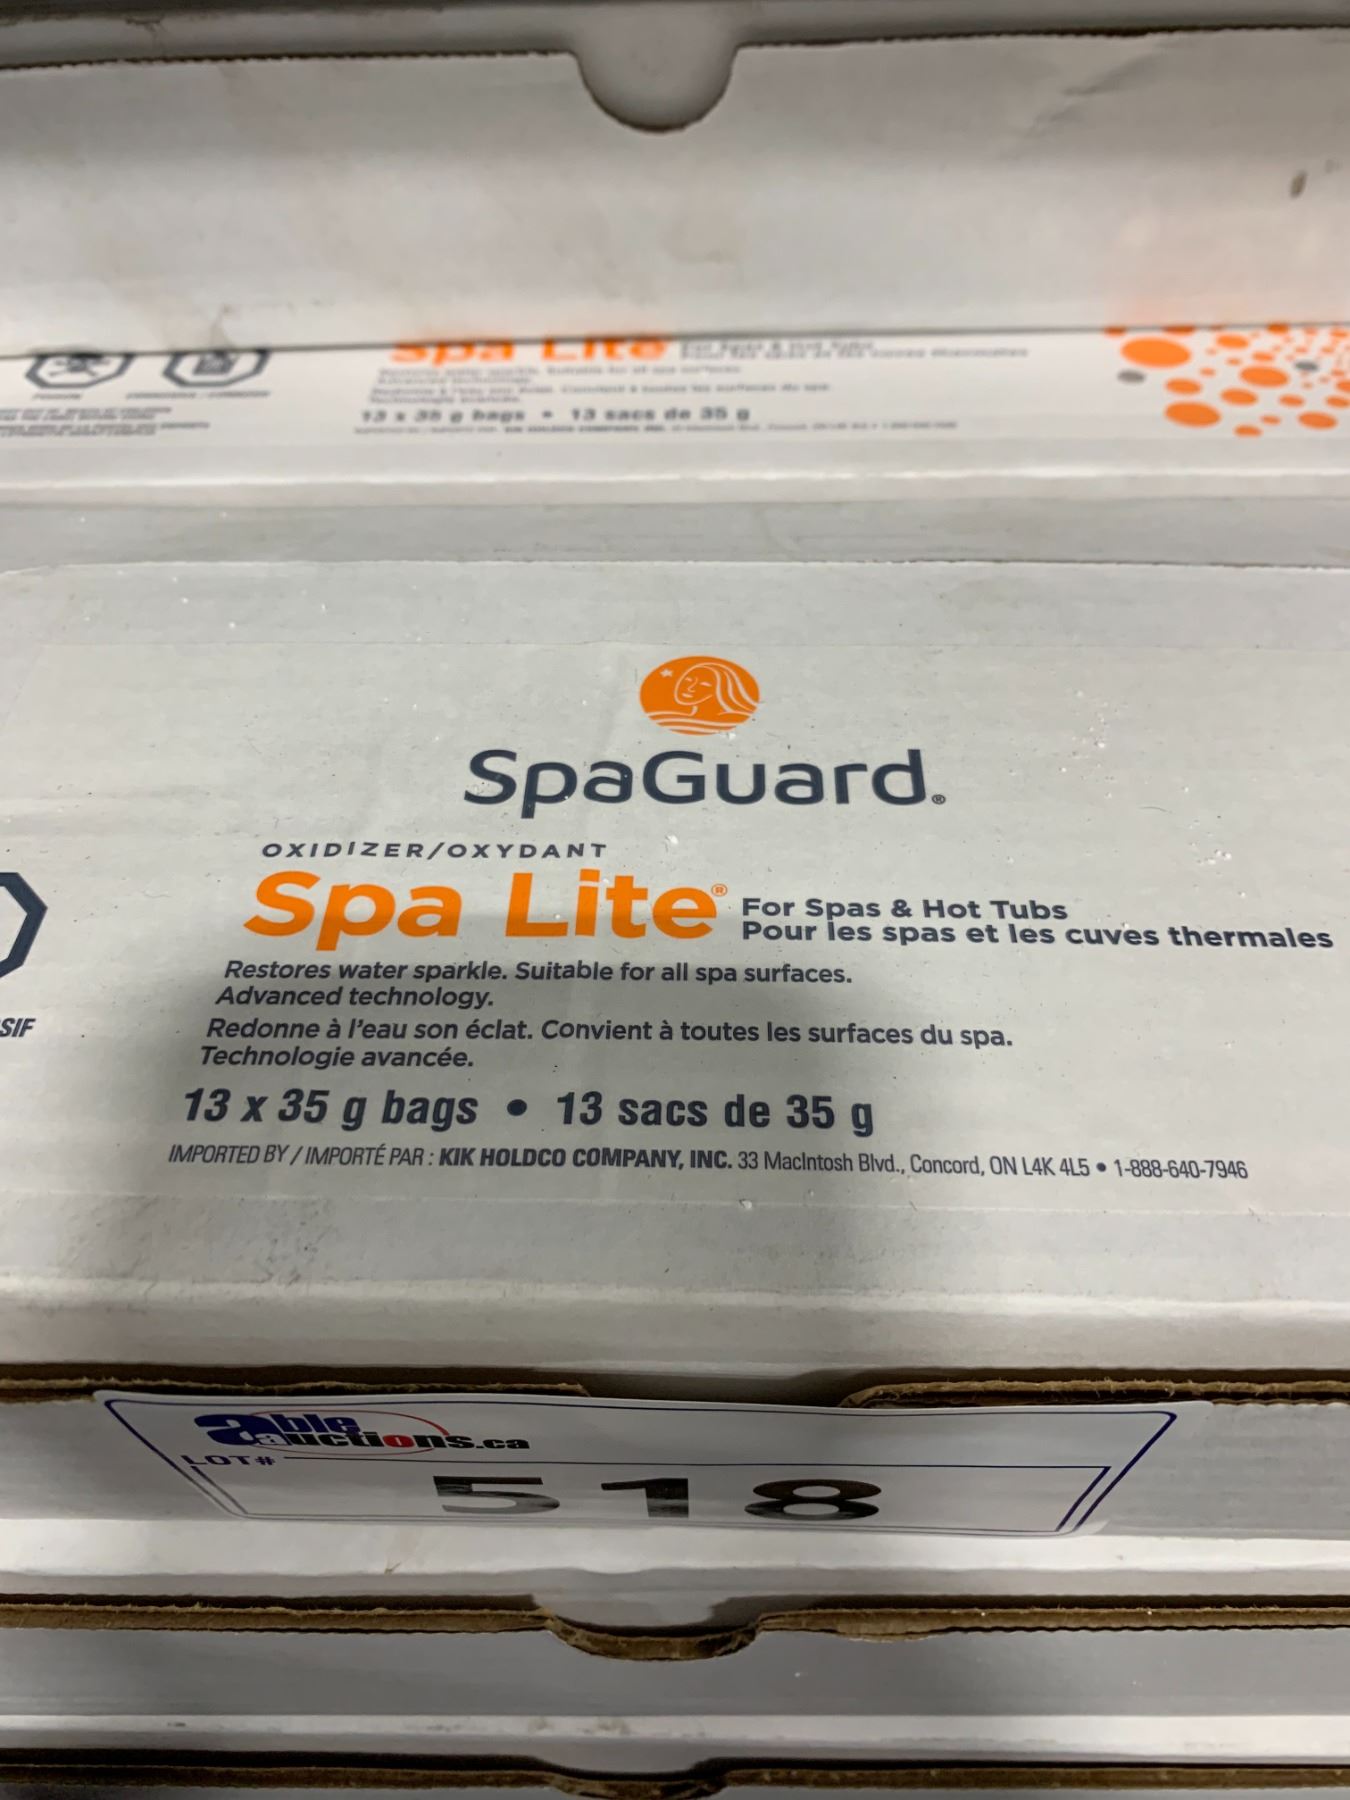 Spa Lite
13 x 35 g bags • 13 sacs de 35 g
SpaGuard®
OXIDIZER/OXYDANT
Spa Lite® For Spas & Hot Tubs
Pour les spas et les cuves thermales
Restores water sparkle. Suitable for all spa surfaces.
Advanced technology.
Redonne à l'eau son éclat. Convient à toutes les surfaces du spa.
Technologie avancée.
SIF
13 x 35 g bags • 13 sacs de 35 g
IMPORTED BY / IMPORTÉ PAR : KIK HOLDCO COMPANY, INC. 33 MacIntosh Blvd., Concord, ON L4K 4L5 • 1-888-640-7946
able auctions.ca
LOT#
518